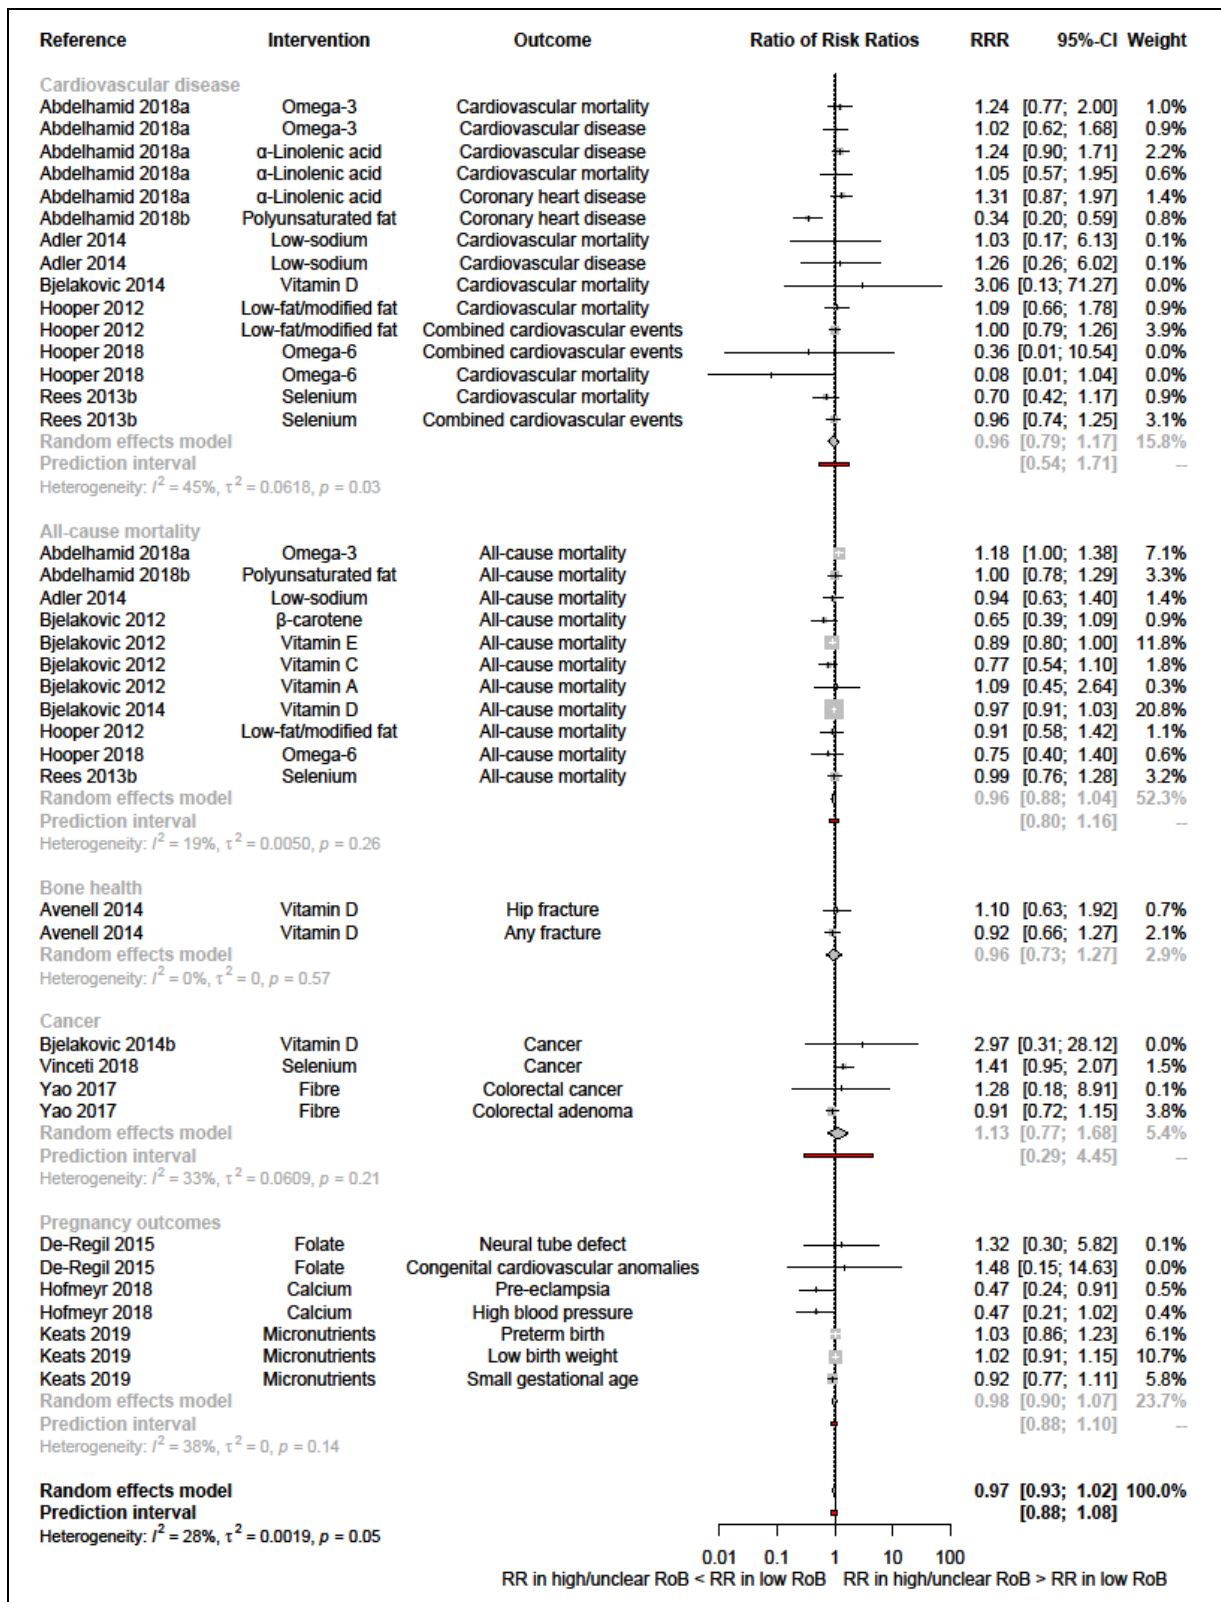 Reference Intervention Outcome Ratio of Risk Ratios RRR 95%-CI Weight
Cardiovascular disease
Abdelhamid 2018a Omega-3 Cardiovascular mortality 1.24 [0.77; 2.00] 1.0%
Abdelhamid 2018a Omega-3 Cardiovascular disease 1.02 [0.62; 1.68] 0.9%
Abdelhamid 2018a α-Linolenic acid Cardiovascular disease 1.24 [0.90; 1.71] 2.2%
Abdelhamid 2018a α-Linolenic acid Cardiovascular mortality 1.05 [0.57; 1.95] 0.6%
Abdelhamid 2018a α-Linolenic acid Coronary heart disease 1.31 [0.87; 1.97] 1.4%
Abdelhamid 2018b Polyunsaturated fat Coronary heart disease 0.34 [0.20; 0.59] 0.8%
Adler 2014 Low-sodium Cardiovascular mortality 1.03 [0.17; 6.13] 0.1%
Adler 2014 Low-sodium Cardiovascular disease 1.26 [0.26; 6.02] 0.1%
Bjelakovic 2014 Vitamin D Cardiovascular mortality 3.06 [0.13; 71.27] 0.0%
Hooper 2012 Low-fat/modified fat Cardiovascular mortality 1.09 [0.66; 1.78] 0.9%
Hooper 2012 Low-fat/modified fat Combined cardiovascular events 1.00 [0.79; 1.26] 3.9%
Hooper 2018 Omega-6 Combined cardiovascular events 0.36 [0.01; 10.54] 0.0%
Hooper 2018 Omega-6 Cardiovascular mortality 0.08 [0.01; 1.04] 0.0%
Rees 2013b Selenium Cardiovascular mortality 0.70 [0.42; 1.17] 0.9%
Rees 2013b Selenium Combined cardiovascular events 0.96 [0.74; 1.25] 3.1%
Random effects model 0.96 [0.79; 1.17] 15.8%
Prediction interval [0.54; 1.71] --
Heterogeneity: I² = 45%, τ² = 0.0618, p = 0.03
All-cause mortality
Abdelhamid 2018a Omega-3 All-cause mortality 1.18 [1.00; 1.38] 7.1%
Abdelhamid 2018b Polyunsaturated fat All-cause mortality 1.00 [0.78; 1.29] 3.3%
Adler 2014 Low-sodium All-cause mortality 0.94 [0.63; 1.40] 1.4%
Bjelakovic 2012 β-carotene All-cause mortality 0.65 [0.39; 1.09] 0.9%
Bjelakovic 2012 Vitamin E All-cause mortality 0.89 [0.80; 1.00] 11.8%
Bjelakovic 2012 Vitamin C All-cause mortality 0.77 [0.54; 1.10] 1.8%
Bjelakovic 2012 Vitamin A All-cause mortality 1.09 [0.45; 2.64] 0.3%
Bjelakovic 2014 Vitamin D All-cause mortality 0.97 [0.91; 1.03] 20.8%
Hooper 2012 Low-fat/modified fat All-cause mortality 0.91 [0.58; 1.42] 1.1%
Hooper 2018 Omega-6 All-cause mortality 0.75 [0.40; 1.40] 0.6%
Rees 2013b Selenium All-cause mortality 0.99 [0.76; 1.28] 3.2%
Random effects model 0.96 [0.88; 1.04] 52.3%
Prediction interval [0.80; 1.16] --
Heterogeneity: I² = 19%, τ² = 0.0050, p = 0.26
Bone health
Avenell 2014 Vitamin D Hip fracture 1.10 [0.63; 1.92] 0.7%
Avenell 2014 Vitamin D Any fracture 0.92 [0.66; 1.27] 2.1%
Random effects model 0.96 [0.73; 1.27] 2.9%
Heterogeneity: I² = 0%, τ² = 0, p = 0.57
Cancer
Bjelakovic 2014b Vitamin D Cancer 2.97 [0.31; 28.12] 0.0%
Vinceti 2018 Selenium Cancer 1.41 [0.95; 2.07] 1.5%
Yao 2017 Fibre Colorectal cancer 1.28 [0.18; 8.91] 0.1%
Yao 2017 Fibre Colorectal adenoma 0.91 [0.72; 1.15] 3.8%
Random effects model 1.13 [0.77; 1.68] 5.4%
Prediction interval [0.29; 4.45] --
Heterogeneity: I² = 33%, τ² = 0.0609, p = 0.21
Pregnancy outcomes
De-Regil 2015 Folate Neural tube defect 1.32 [0.30; 5.82] 0.1%
De-Regil 2015 Folate Congenital cardiovascular anomalies 1.48 [0.15; 14.63] 0.0%
Hofmeyr 2018 Calcium Pre-eclampsia 0.47 [0.24; 0.91] 0.5%
Hofmeyr 2018 Calcium High blood pressure 0.47 [0.21; 1.02] 0.4%
Keats 2019 Micronutrients Preterm birth 1.03 [0.86; 1.23] 6.1%
Keats 2019 Micronutrients Low birth weight 1.02 [0.91; 1.15] 10.7%
Keats 2019 Micronutrients Small gestational age 0.92 [0.77; 1.11] 5.8%
Random effects model 0.98 [0.90; 1.07] 23.7%
Prediction interval [0.88; 1.10] --
Heterogeneity: I² = 38%, τ² = 0, p = 0.14
Random effects model 0.97 [0.93; 1.02] 100.0%
Prediction interval [0.88; 1.08]
Heterogeneity: I² = 28%, τ² = 0.0019, p = 0.05
0.01 0.1 1 10 100
RR in high/unclear RoB < RR in low RoB RR in high/unclear RoB > RR in low RoB